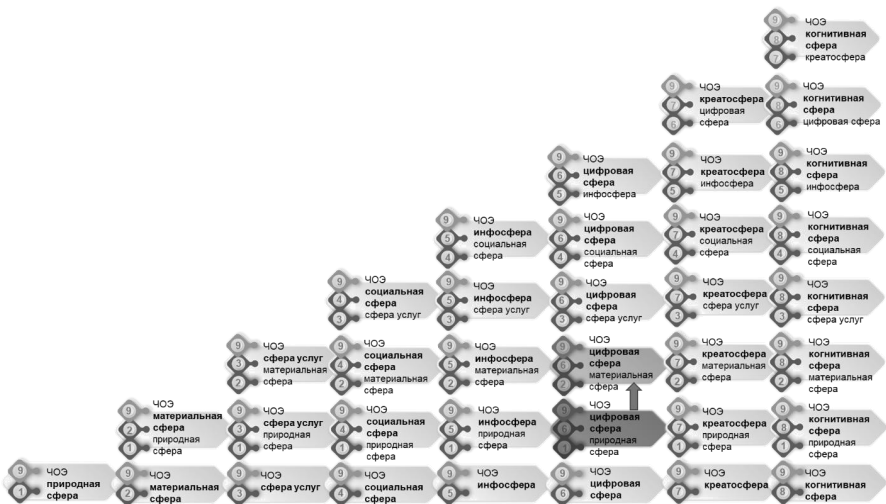 9 ЧОЭ
8 когнитивная
сфера
7 креатосфера
9 ЧОЭ
7 креатосфера
цифровая
6 сфера
9 ЧОЭ
8 когнитивная
сфера
6 цифровая сфера
9 ЧОЭ
6 цифровая
сфера
5 инфосфера
9 ЧОЭ
7 креатосфера
5 инфосфера
9 ЧОЭ
8 когнитивная
сфера
5 инфосфера
9 ЧОЭ
5 инфосфера
социальная
4 сфера
9 ЧОЭ
6 цифровая
сфера
4 социальная
сфера
9 ЧОЭ
7 креатосфера
социальная
4 сфера
9 ЧОЭ
8 когнитивная
сфера
4 социальная
сфера
9 ЧОЭ
4 социальная
сфера
3 сфера услуг
9 ЧОЭ
5 инфосфера
3 сфера услуг
9 ЧОЭ
6 цифровая
сфера
3 сфера услуг
9 ЧОЭ
7 креатосфера
3 сфера услуг
9 ЧОЭ
8 когнитивная
сфера
3 сфера услуг
9 ЧОЭ
3 сфера услуг
материальная
2 сфера
9 ЧОЭ
4 социальная
сфера
2 материальная
сфера
9 ЧОЭ
5 инфосфера
материальная
2 сфера
9 ЧОЭ
6 цифровая
сфера
2 материальная
сфера
9 ЧОЭ
7 креатосфера
материальная
2 сфера
9 ЧОЭ
8 когнитивная
сфера
2 материальная
сфера
9 ЧОЭ
2 материальная
сфера
1 природная
сфера
9 ЧОЭ
3 сфера услуг
природная
1 сфера
9 ЧОЭ
4 социальная
сфера
1 природная
сфера
9 ЧОЭ
5 инфосфера
природная
1 сфера
9 ЧОЭ
6 цифровая
сфера
1 природная
сфера
9 ЧОЭ
7 креатосфера
природная
1 сфера
9 ЧОЭ
8 когнитивная
сфера
1 природная
сфера
9 ЧОЭ
1 природная
сфера
9 ЧОЭ
2 материальная
сфера
9 ЧОЭ
3 сфера услуг
9 ЧОЭ
4 социальная
сфера
9 ЧОЭ
5 инфосфера
9 ЧОЭ
6 цифровая
сфера
9 ЧОЭ
7 креатосфера
9 ЧОЭ
8 когнитивная
сфера